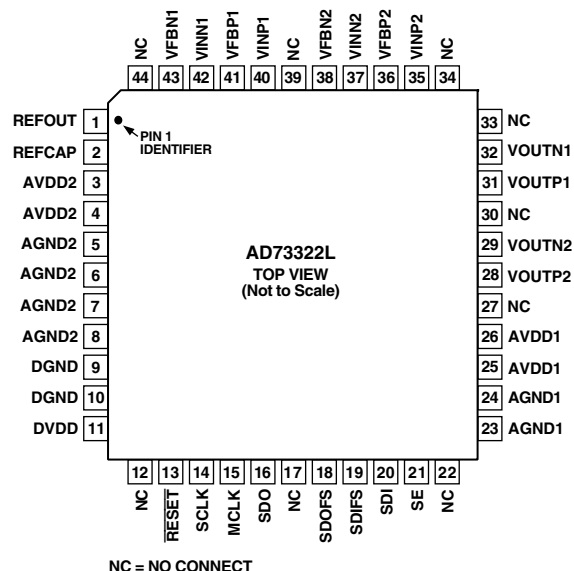 NC VFBN1 VINN1 VFBP1 VINP1 NC VFBN2 VINN2 VFBP2 VINP2 NC
44 43 42 41 40 39 38 37 36 35 34
REFOUT 1
REFCAP 2
AVDD2 3
AVDD2 4
AGND2 5
AGND2 6
AGND2 7
AGND2 8
DGND 9
DGND 10
DVDD 11
PIN 1
IDENTIFIER
AD73322L
TOP VIEW
(Not to Scale)
33 NC
32 VOUTN1
31 VOUTP1
30 NC
29 VOUTN2
28 VOUTP2
27 NC
26 AVDD1
25 AVDD1
24 AGND1
23 AGND1
12 13 14 15 16 17 18 19 20 21 22
NC RESET SCLK MCLK SDO NC SDOFS SDIFS SDI SE NC
NC = NO CONNECT